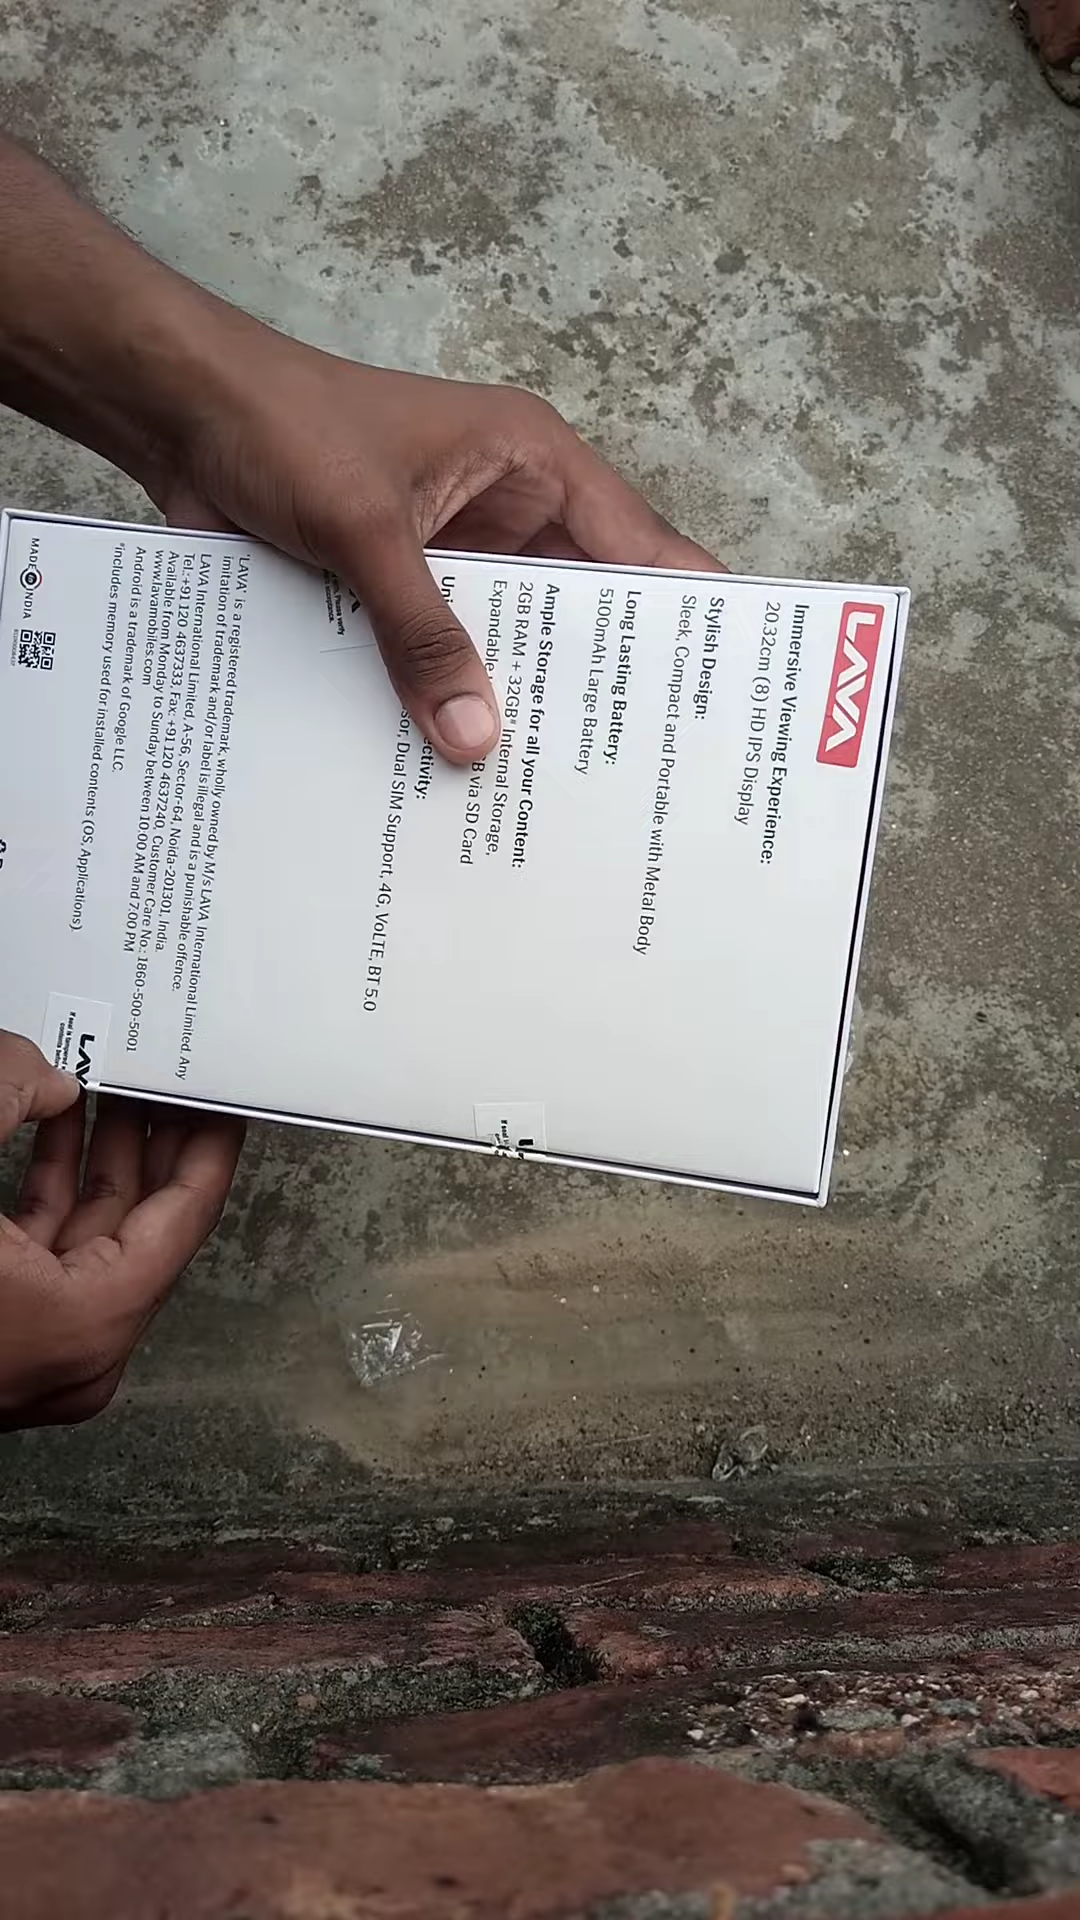 LAVA
Immersive Viewing Experience:
20.32cm (8) HD IPS Display
Stylish Design:
Sleek, Compact and Portable with Metal Body
Long Lasting Battery:
5100mAh Large Battery
Ample Storage for all your Content:
2GB RAM + 32GB# Internal Storage,
Expandable via SD Card
Dual SIM Support, 4G, VoLTE, BT 5.0
'LAVA' is a registered trademark, wholly owned by M/s LAVA International Limited. Any
imitation of trademark and/or label is illegal and is a punishable offence.
LAVA International Limited, A-56, Sector-64, Noida-201301. India.
Tel.:+91 120 4637333, Fax: +91 120 4637240, Customer Care No.: 1860-500-5001
Available from Monday to Sunday between 10:00 AM and 7:00 PM
www.lavamobiles.com
Android is a trademark of Google LLC.
#includes memory used for installed contents (OS, Applications).
MADE IN INDIA
If seal is tampered